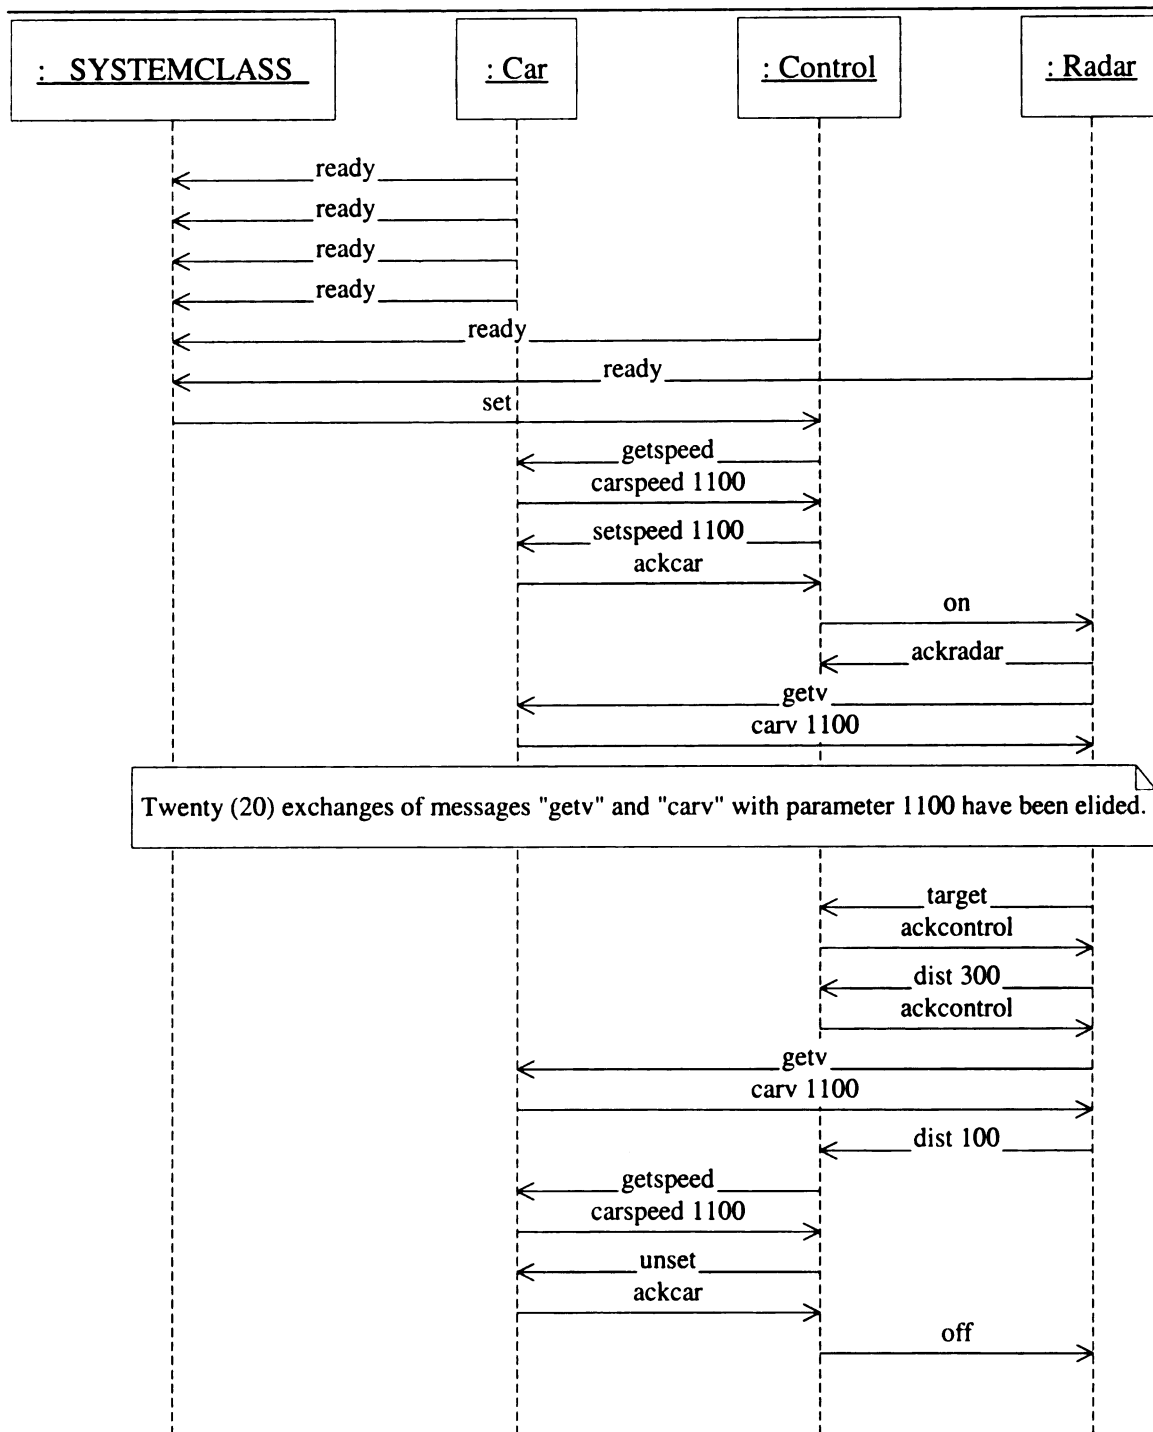 : SYSTEMCLASS
: Car
: Control
: Radar
ready
ready
ready
ready
ready
ready
set
getspeed
carspeed 1100
setspeed 1100
ackcar
on
ackradar
getv
carv 1100
Twenty (20) exchanges of messages "getv" and "carv" with parameter 1100 have been elided.
target
ackcontrol
dist 300
ackcontrol
getv
carv 1100
dist 100
getspeed
carspeed 1100
unset
ackcar
off